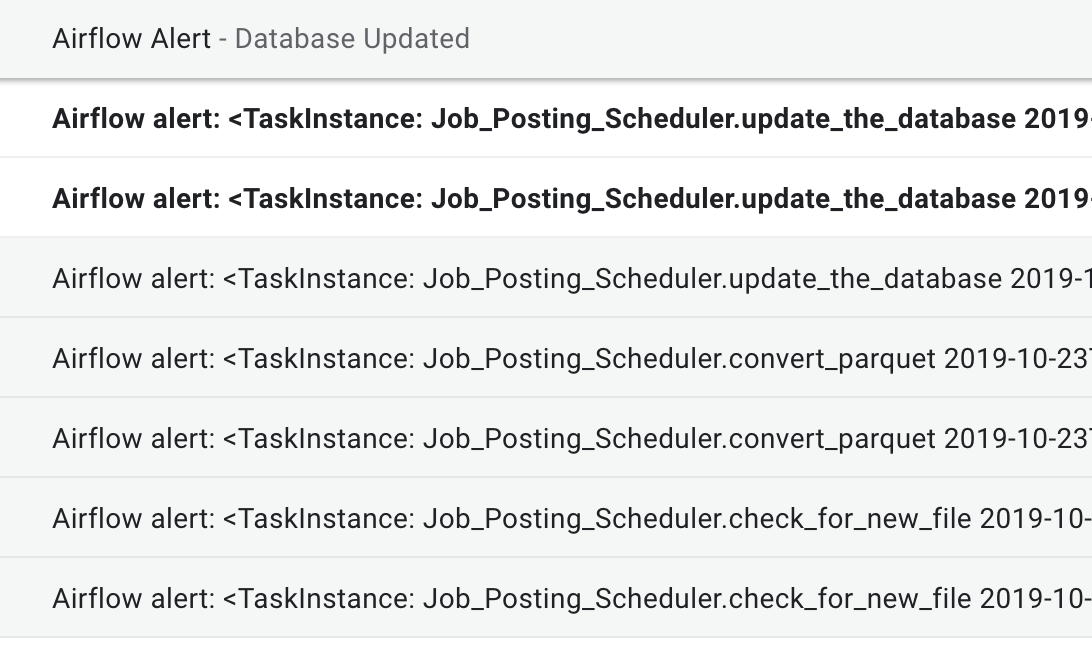 Airflow Alert - Database Updated
Airflow alert: <TaskInstance: Job_Posting_Scheduler.update_the_database 2019-
Airflow alert: <TaskInstance: Job_Posting_Scheduler.update_the_database 2019-
Airflow alert: <TaskInstance: Job_Posting_Scheduler.update_the_database 2019-1
Airflow alert: <TaskInstance: Job_Posting_Scheduler.convert_parquet 2019-10-23T
Airflow alert: <TaskInstance: Job_Posting_Scheduler.convert_parquet 2019-10-23T
Airflow alert: <TaskInstance: Job_Posting_Scheduler.check_for_new_file 2019-10-
Airflow alert: <TaskInstance: Job_Posting_Scheduler.check_for_new_file 2019-10-